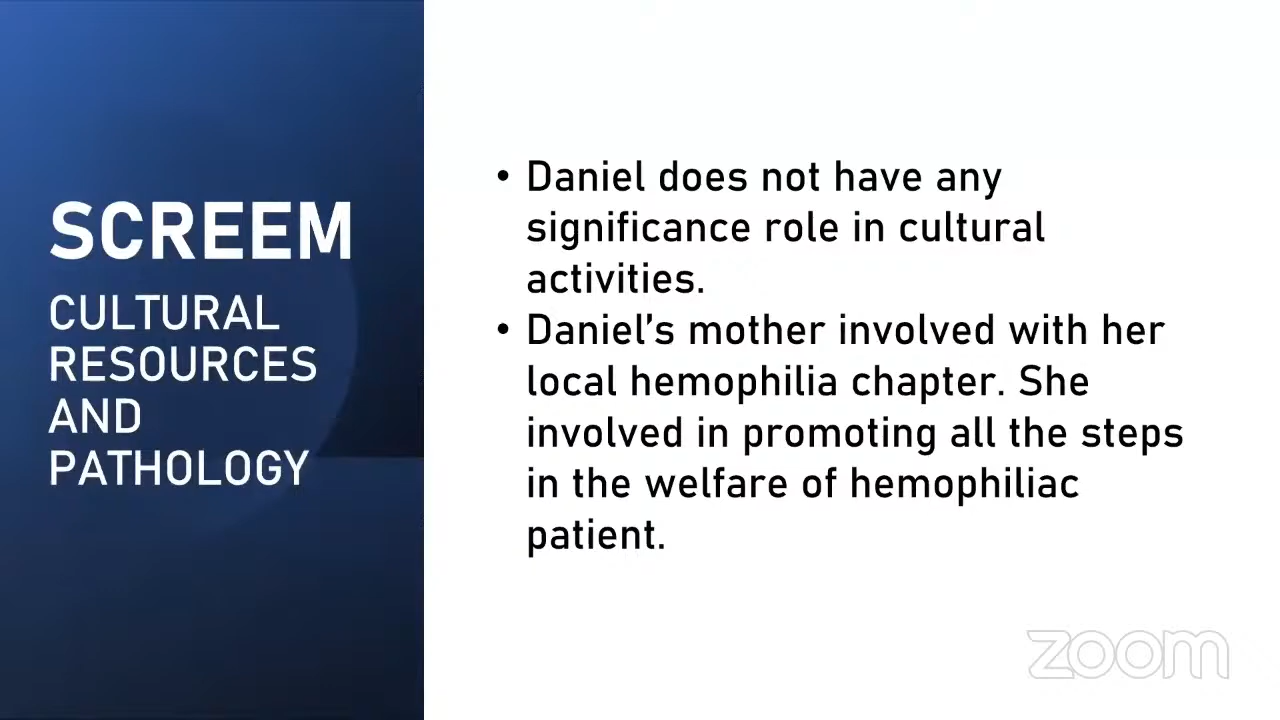 SCREEM
CULTURAL
RESOURCES
AND
PATHOLOGY
• Daniel does not have any
significance role in cultural
activities.
• Daniel's mother involved with her
local hemophilia chapter. She
involved in promoting all the steps
in the welfare of hemophiliac
patient.
zoom